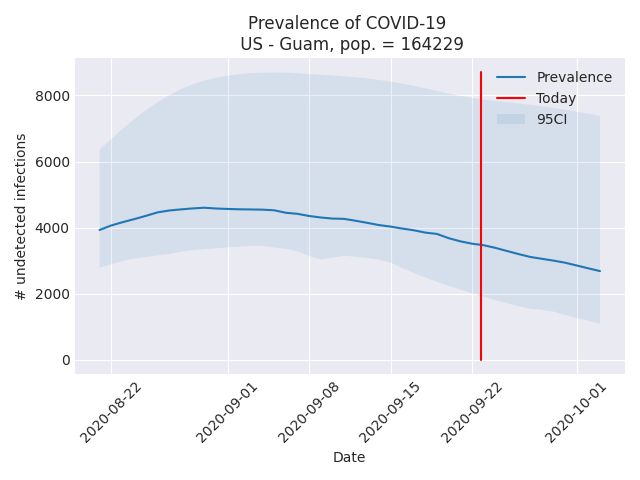 Prevalence of COVID-19
US - Guam, pop. = 164229
Prevalence
Today
95CI
# undetected infections
8000
6000
4000
2000
0
2020-08-22
2020-09-01
2020-09-08
2020-09-15
2020-09-22
2020-10-01
Date